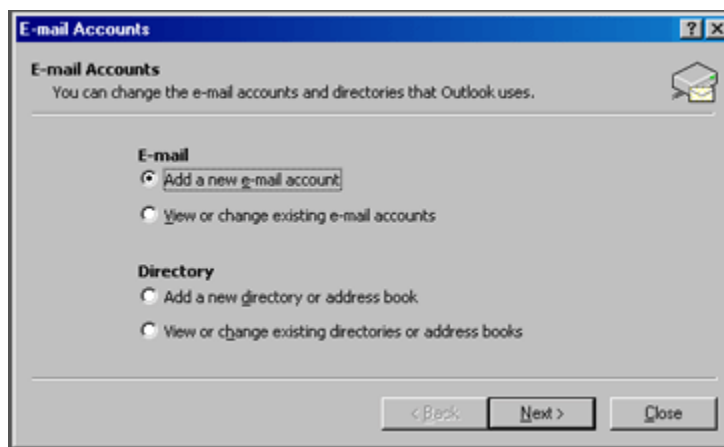 E-mail Accounts
E-mail Accounts
You can change the e-mail accounts and directories that Outlook uses.
E-mail
Add a new e-mail account
View or change existing e-mail accounts
Directory
Add a new directory or address book
View or change existing directories or address books
< Back Next > Close